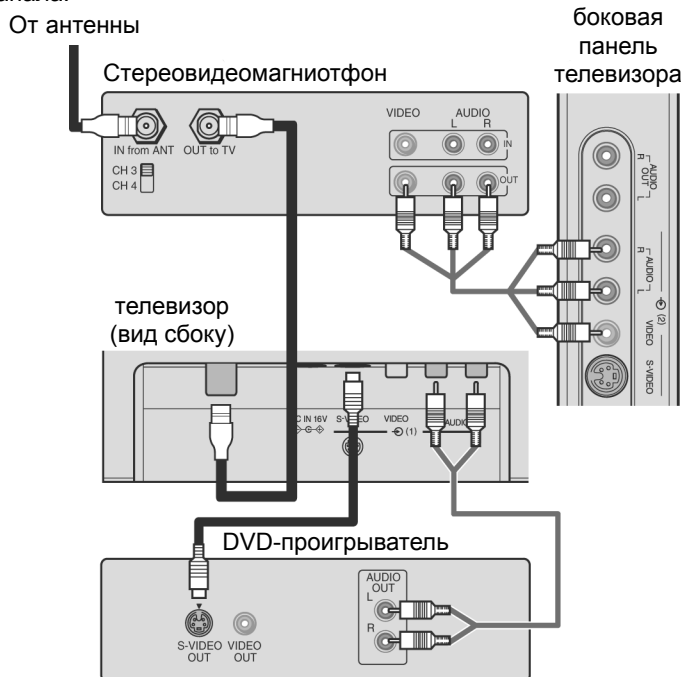 От антенны
боковая
панель
телевизора
Стереовидеомагниотфон
VIDEO AUDIO
L R
IN
IN from ANT OUT to TV
CH 3
CH 4
OUT
R AUDIO OUT L
R AUDIO L
(2)
VIDEO
S-VIDEO
телевизор
(вид сбоку)
C IN 16V S-VIDEO VIDEO
(1) AUDIO
DVD-проигрыватель
AUDIO
OUT
L
R
S-VIDEO VIDEO
OUT OUT